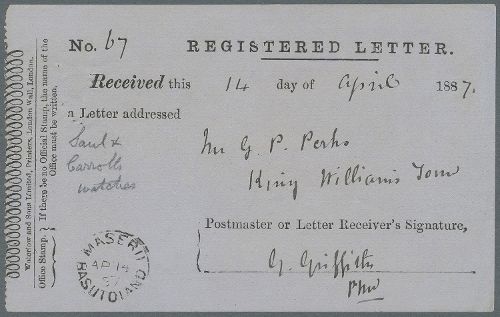 No. 67
REGISTERED LETTER.
Received this 14 day of April 1887.
a Letter addressed
Mr G. P. Perks
King Williams Town
Saul &
Carrolls
watches
Postmaster or Letter Receiver's Signature,
G. Griffith
PM
MASERU
AP 14
87
BASUTOLAND
Office Stamp. If there be no Official Stamp, the name of the
Office must be written.
Waterlow and Sons Limited, Printers, London Wall, London.